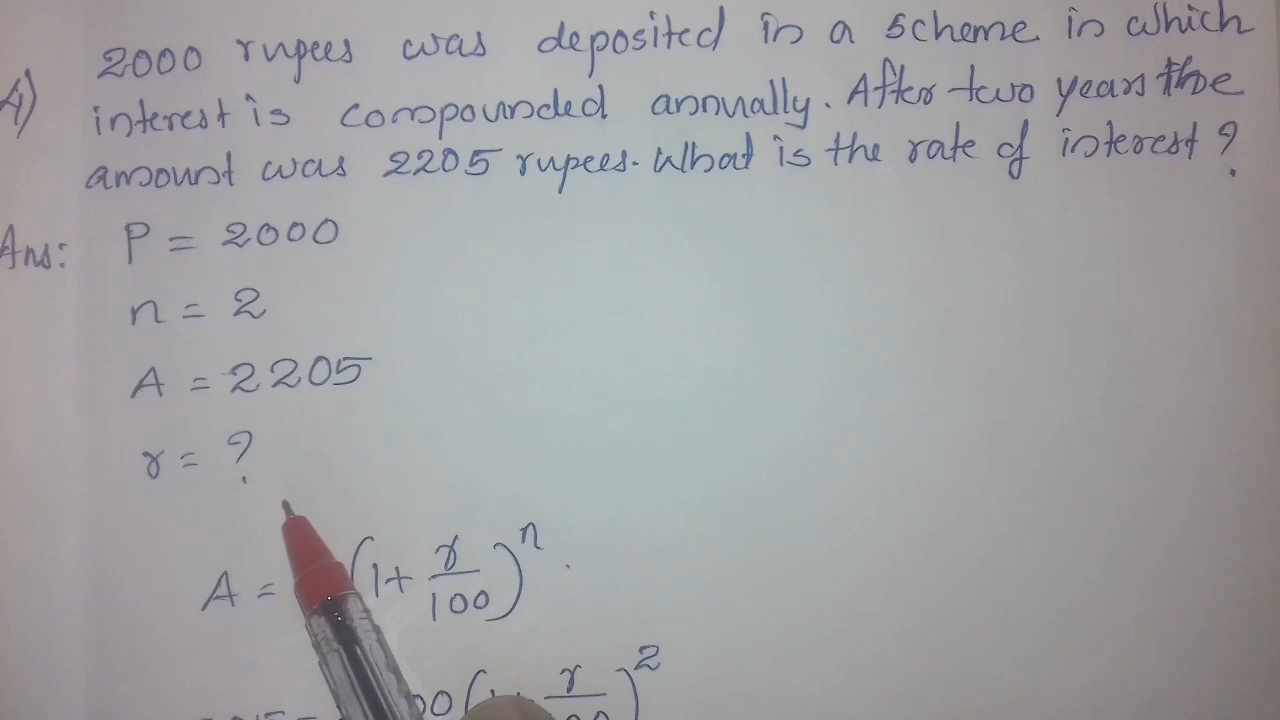 4) 2000 rupees was deposited in a scheme in which
interest is compounded annually. After two years the
amount was 2205 rupees. What is the rate of interest ?
Ans: P = 2000
n = 2
A = 2205
r = ?
A = (1 + r/100)^n
r 2